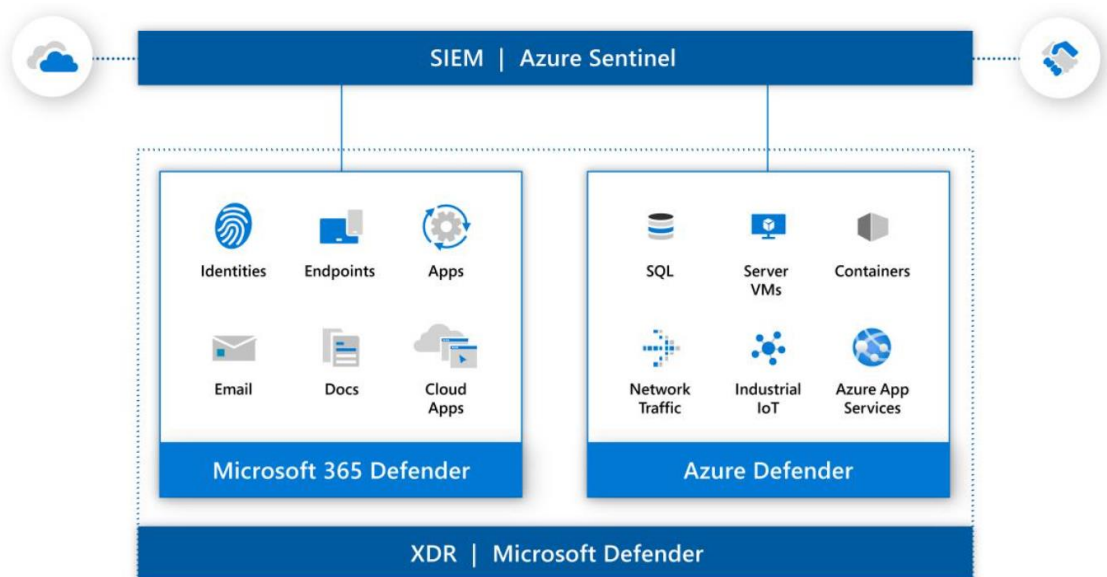 SIEM | Azure Sentinel
Identities
Endpoints
Apps
Email
Docs
Cloud
Apps
Microsoft 365 Defender
SQL
Server
VMs
Containers
Network
Traffic
Industrial
IoT
Azure App
Services
Azure Defender
XDR | Microsoft Defender